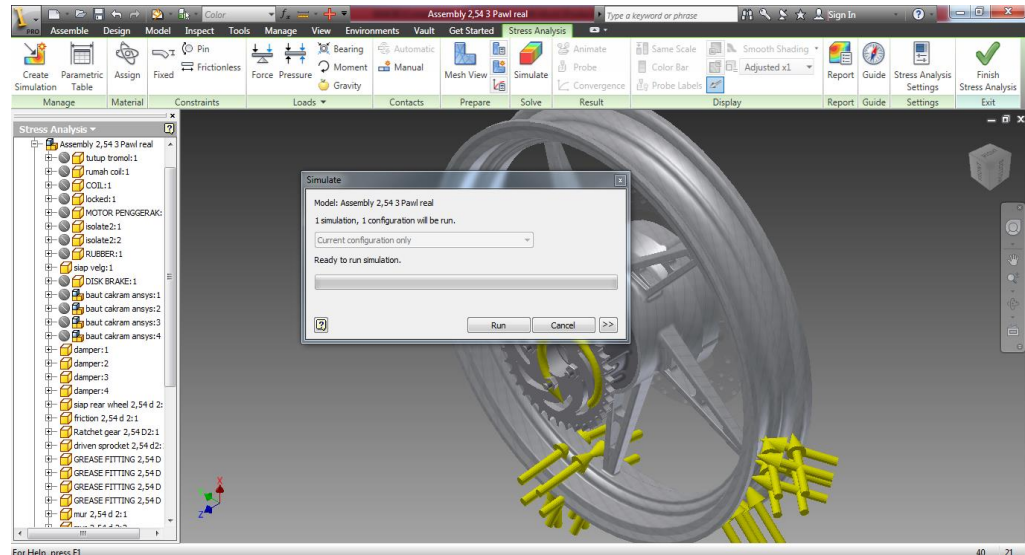 PRO
Color
Assembly 2,54 3 Pawl real
Type a keyword or phrase
Sign In
Assemble Design Model Inspect Tools Manage View Environments Vault Get Started Stress Analysis
Create Simulation
Parametric Table
Assign
Fixed
Pin
Frictionless
Force
Pressure
Bearing
Moment
Gravity
Automatic
Manual
Mesh View
Simulate
Animate
Probe
Convergence
Same Scale
Color Bar
Probe Labels
Smooth Shading
Adjusted x1
Report
Guide
Stress Analysis Settings
Finish Stress Analysis
Manage Material Constraints Loads Contacts Prepare Solve Result Display Report Guide Settings Exit
Stress Analysis
Assembly 2,54 3 Pawl real
tutup tromol:1
rumah coil:1
COIL:1
locked:1
MOTOR PENGGERAK:
isolate2:1
isolate2:2
RUBBER:1
siap velg:1
DISK BRAKE:1
baut cakram ansys:1
baut cakram ansys:2
baut cakram ansys:3
baut cakram ansys:4
damper:1
damper:2
damper:3
damper:4
siap rear wheel 2,54 d 2:
friction 2,54 d 2:1
Ratchet gear 2,54 D2:1
driven sprocket 2,54 d2:
GREASE FITTING 2,54 D
GREASE FITTING 2,54 D
GREASE FITTING 2,54 D
GREASE FITTING 2,54 D
mur 2,54 d 2:1
Simulate
Model: Assembly 2,54 3 Pawl real
1 simulation, 1 configuration will be run.
Current configuration only
Ready to run simulation.
Run Cancel >>
X
Z
For Help, press F1
40 21